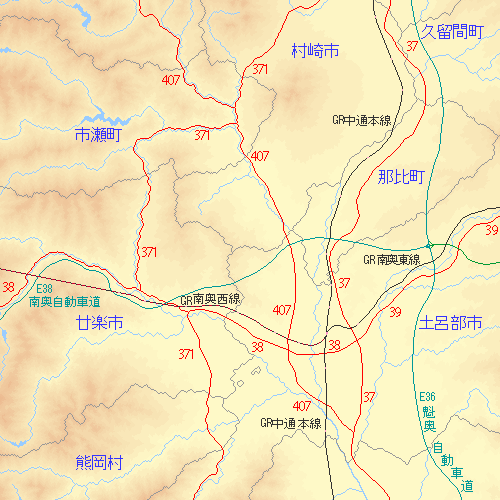 久留間町
37
村崎市
371
407
GR中通本線
371
市瀬町
407
那比町
39
371
GR南奥東線
38
37
E38
GR南奥西線
南奥自動車道
407
39
廿楽市
土呂部市
371
38
38
37
E36
407
GR中通本線
魁奥自動車道
能岡村